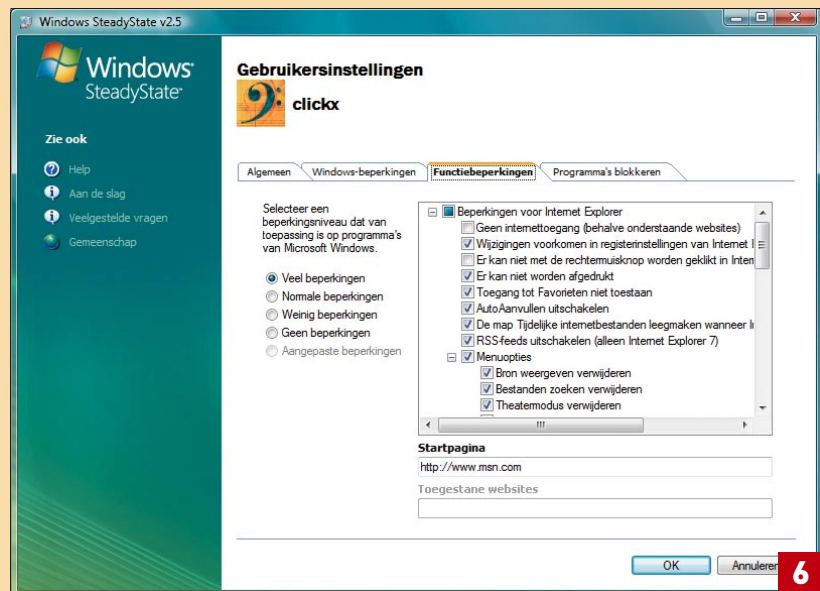 Windows SteadyState v2.5
Windows
SteadyState
Zie ook
Help
Aan de slag
Veelgestelde vragen
Gemeenschap
Gebruikersinstellingen
clickx
Algemeen
Windows-beperkingen
Functiebeperkingen
Programma's blokkeren
Selecteer een
beperkingsniveau dat van
toepassing is op programma's
van Microsoft Windows.
Veel beperkingen
Normale beperkingen
Weinig beperkingen
Geen beperkingen
Aangepaste beperkingen
Beperkingen voor Internet Explorer
Geen internettoegang (behalve onderstaande websites)
Wijzigingen voorkomen in registerinstellingen van Internet
Er kan niet met de rechtermuisknop worden geklikt in Inter
Er kan niet worden afgedrukt
Toegang tot Favorieten niet toestaan
AutoAanvullen uitschakelen
De map Tijdelijke internetbestanden leegmaken wanneer
RSS-feeds uitschakelen (alleen Internet Explorer 7)
Menuopties
Bron weergeven verwijderen
Bestanden zoeken verwijderen
Theatermodus verwijderen
Startpagina
http://www.msn.com
Toegestane websites
OK
Annuleren
6